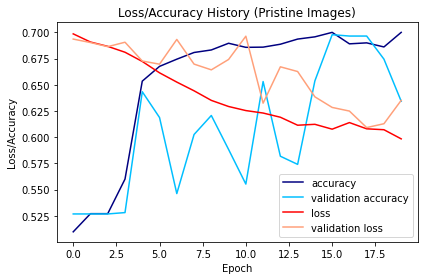 Loss/Accuracy History (Pristine Images)
Loss/Accuracy
0.700
0.675
0.650
0.625
0.600
0.575
0.550
0.525
accuracy
validation accuracy
loss
validation loss
0.0 2.5 5.0 7.5 10.0 12.5 15.0 17.5
Epoch